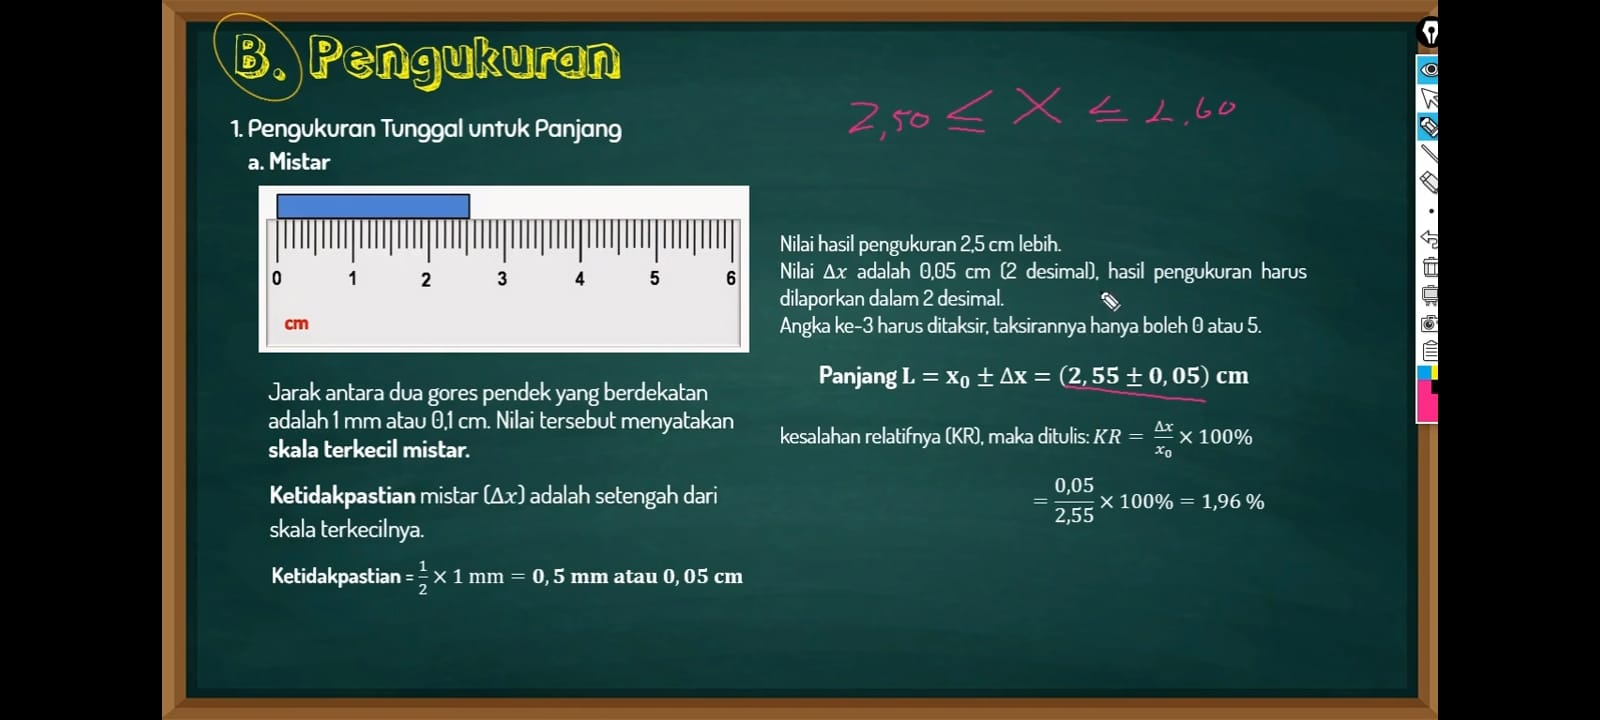 B. Pengukuran
2,50 ≤ X ≤ 2,60
1. Pengukuran Tunggal untuk Panjang
a. Mistar
0 1 2 3 4 5 6
cm
Jarak antara dua gores pendek yang berdekatan
adalah 1 mm atau 0,1 cm. Nilai tersebut menyatakan
skala terkecil mistar.
Ketidakpastian mistar (Δx) adalah setengah dari
skala terkecilnya.
Ketidakpastian = 1/2 × 1 mm = 0,5 mm atau 0,05 cm
Nilai hasil pengukuran 2,5 cm lebih.
Nilai Δx adalah 0,05 cm (2 desimal), hasil pengukuran harus
dilaporkan dalam 2 desimal.
Angka ke-3 harus ditaksir, taksirannya hanya boleh 0 atau 5.
Panjang L = x₀ ± Δx = (2,55 ± 0,05) cm
kesalahan relatifnya (KR), maka ditulis: KR = Δx/x₀ × 100%
= 0,05/2,55 × 100% = 1,96 %